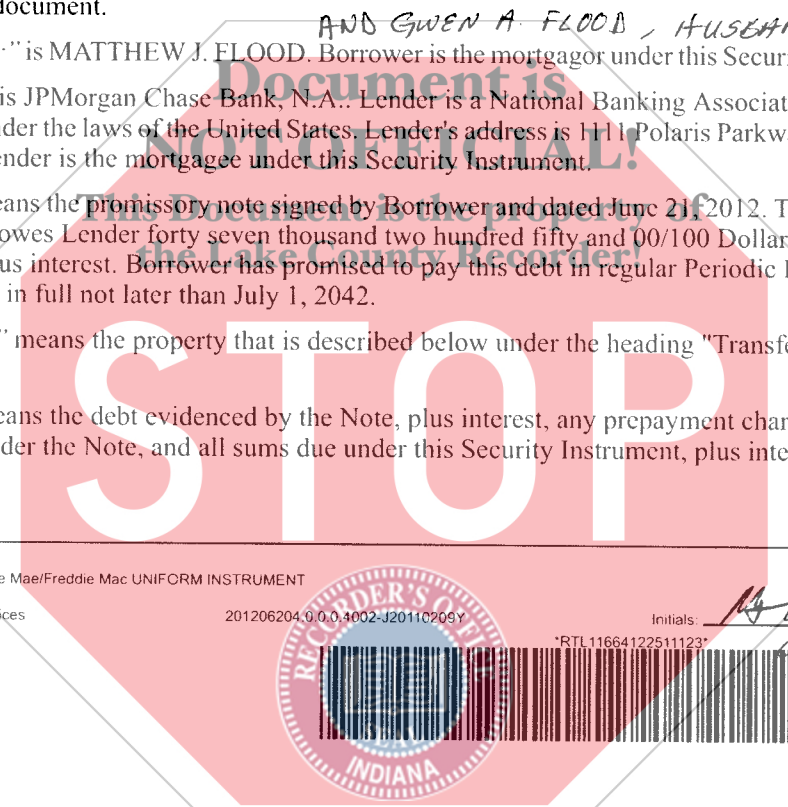 document.
AND GWEN A. FLOOD, HUSBAN
" is MATTHEW J. FLOOD. Borrower is the mortgagor under this Securi
is JPMorgan Chase Bank, N.A.. Lender is a National Banking Associat
der the laws of the United States. Lender's address is 1111 Polaris Parkwa
ender is the mortgagee under this Security Instrument.
eans the promissory note signed by Borrower and dated June 21, 2012. T
owes Lender forty seven thousand two hundred fifty and 00/100 Dollar
us interest. Borrower has promised to pay this debt in regular Periodic
in full not later than July 1, 2042.
" means the property that is described below under the heading "Transfe
eans the debt evidenced by the Note, plus interest, any prepayment char
der the Note, and all sums due under this Security Instrument, plus inte
Document is
NOT OFFICIAL!
This Document is the property of
the Lake County Recorder!
STOP
e Mae/Freddie Mac UNIFORM INSTRUMENT
ices
201206204.0.0.0.4002-J20110209Y
Initials:
*RTL11664122511123*
RECORDER'S OFFICE
SEAL
INDIANA